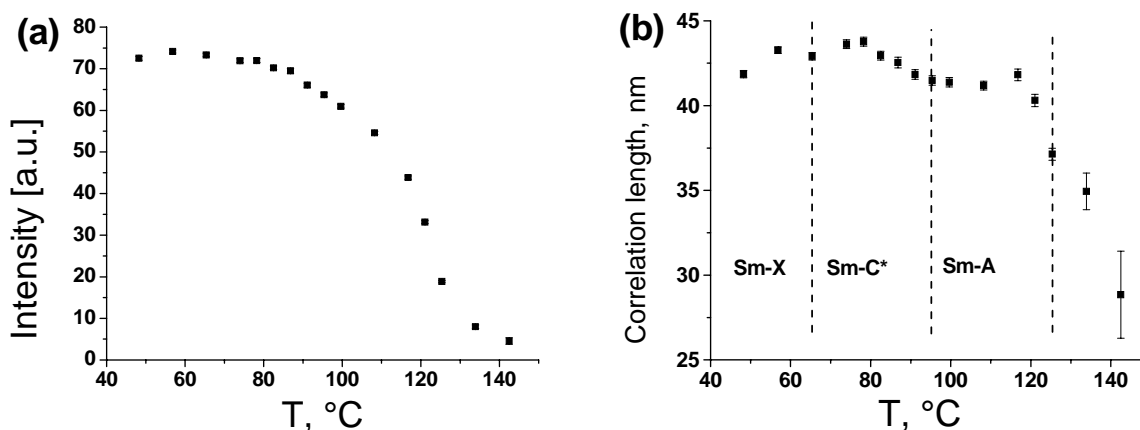 (a)
Intensity [a.u.]
80
70
60
50
40
30
20
10
0
40 60 80 100 120 140
T, °C
(b)
Correlation length, nm
45
40
35
30
25
Sm-X Sm-C* Sm-A
40 60 80 100 120 140
T, °C